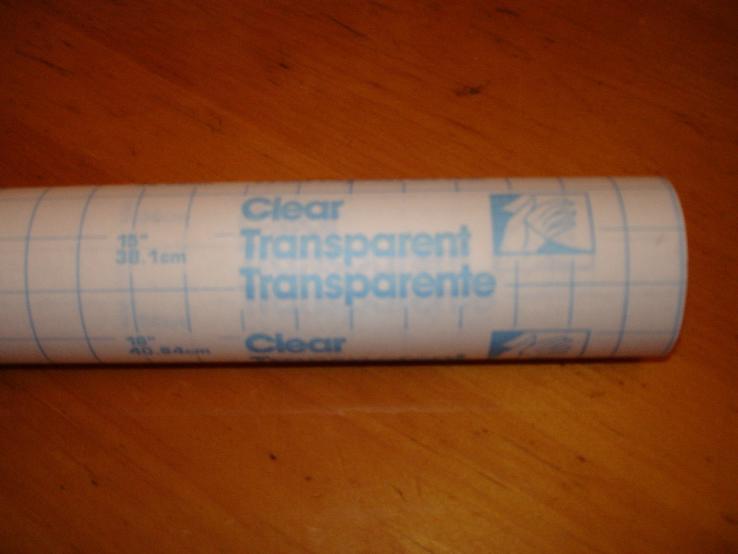 Clear
Transparent
Transparente
15"
38.1cm
Clear
16"
40.64cm